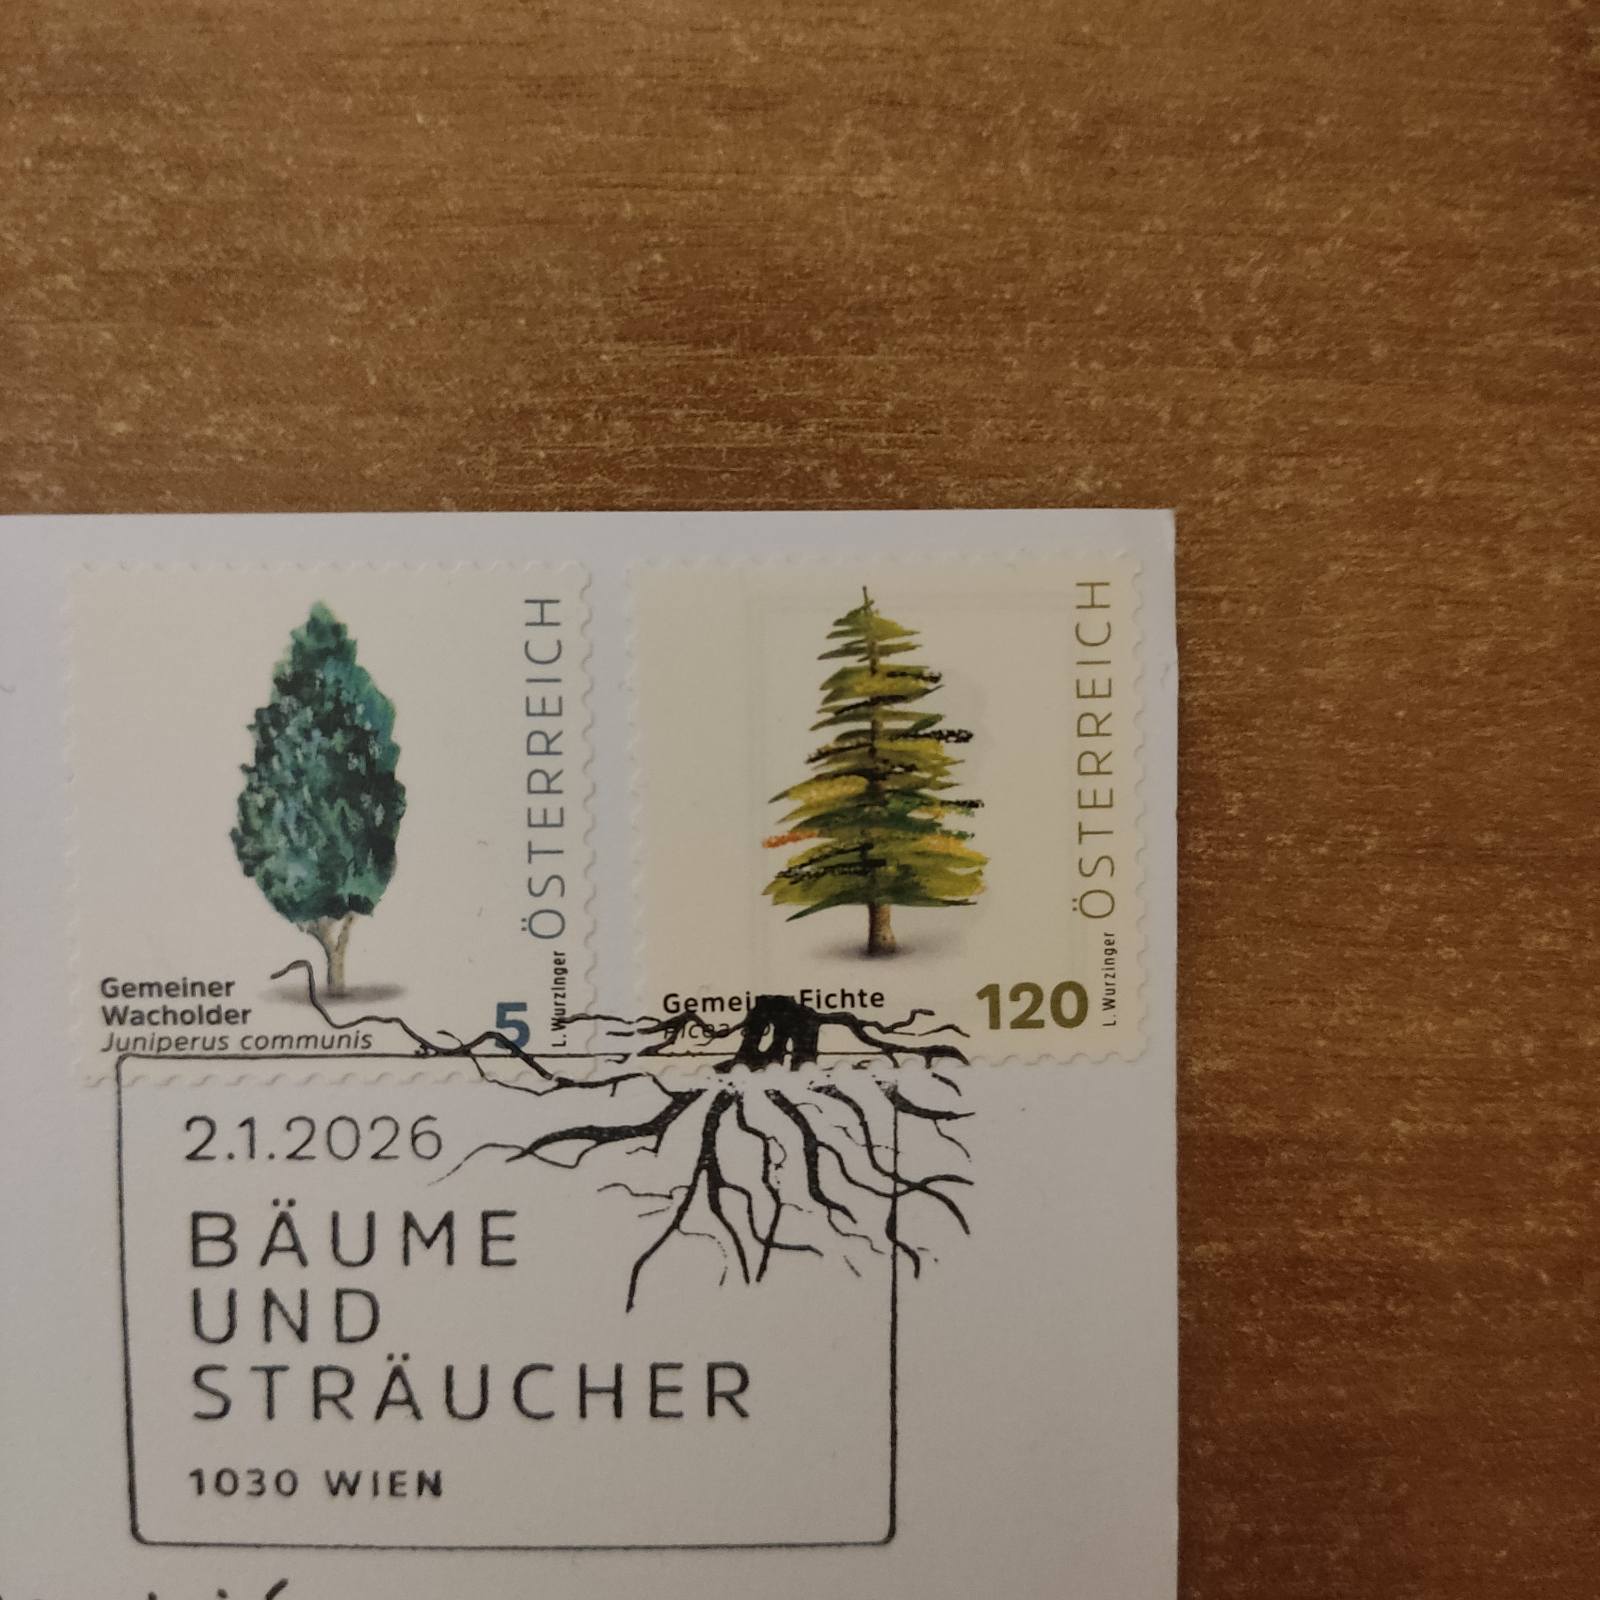 Gemeiner
Wacholder
Juniperus communis
5
L. Wurzinger
ÖSTERREICH
Fichte
120
L. Wurzinger
ÖSTERREICH
2.1.2026
BÄUME
UND
STRÄUCHER
1030 WIEN